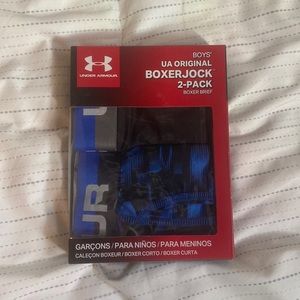 BOYS'
UA ORIGINAL
BOXERJOCK®
2-PACK
BOXER BRIEF
UNDER ARMOUR
U
UR
GARÇONS / PARA NIÑOS / PARA MENINOS
CALEÇON BOXEUR / BOXER CORTO / BOXER CURTA